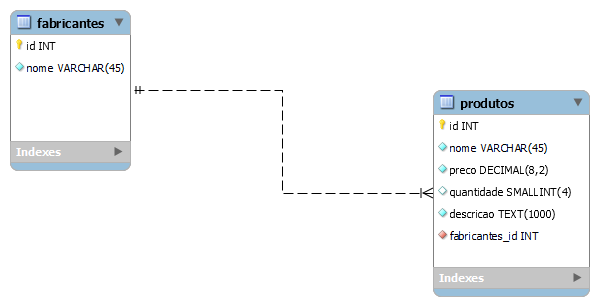 fabricantes
id INT
nome VARCHAR(45)
Indexes
produtos
id INT
nome VARCHAR(45)
preco DECIMAL(8,2)
quantidade SMALLINT(4)
descricao TEXT(1000)
fabricantes_id INT
Indexes